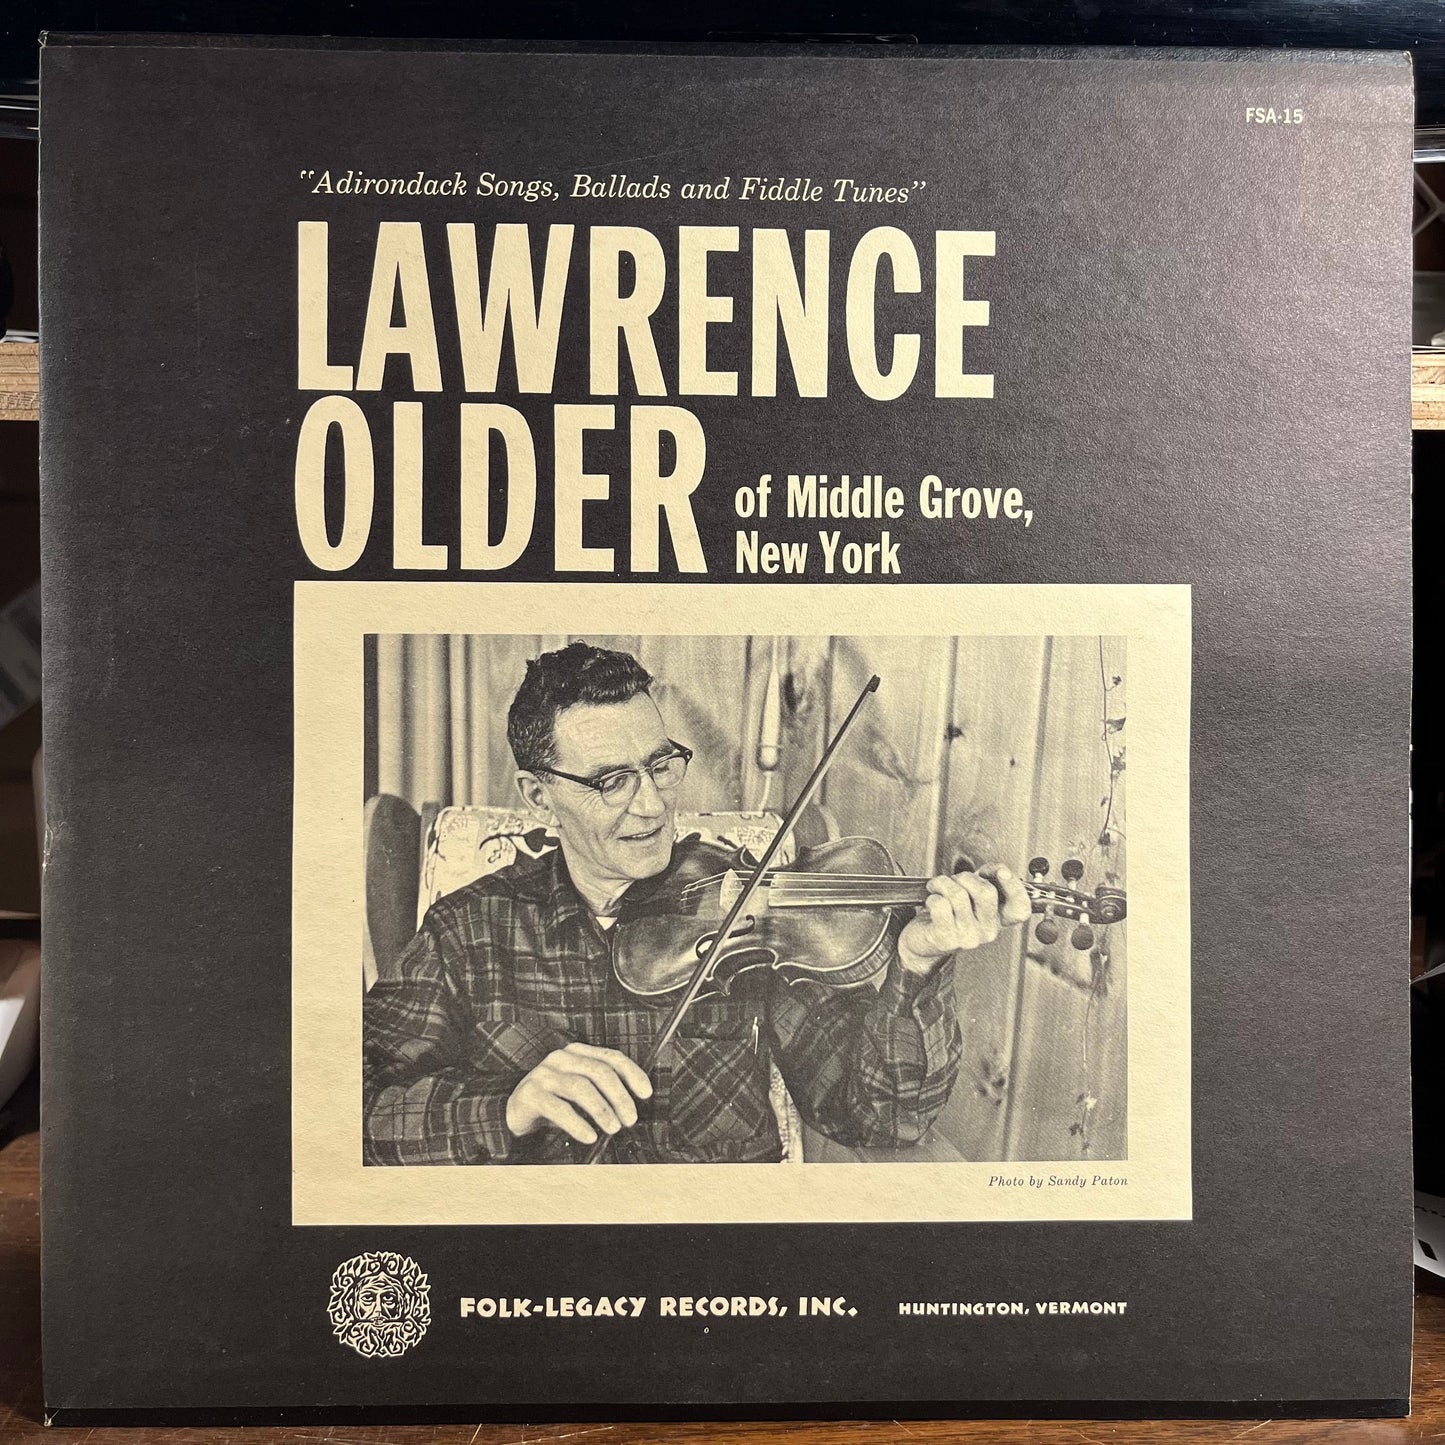 FSA-15
"Adirondack Songs, Ballads and Fiddle Tunes"
LAWRENCE
OLDER
of Middle Grove,
New York
Photo by Sandy Paton
FOLK-LEGACY RECORDS, INC. HUNTINGTON, VERMONT